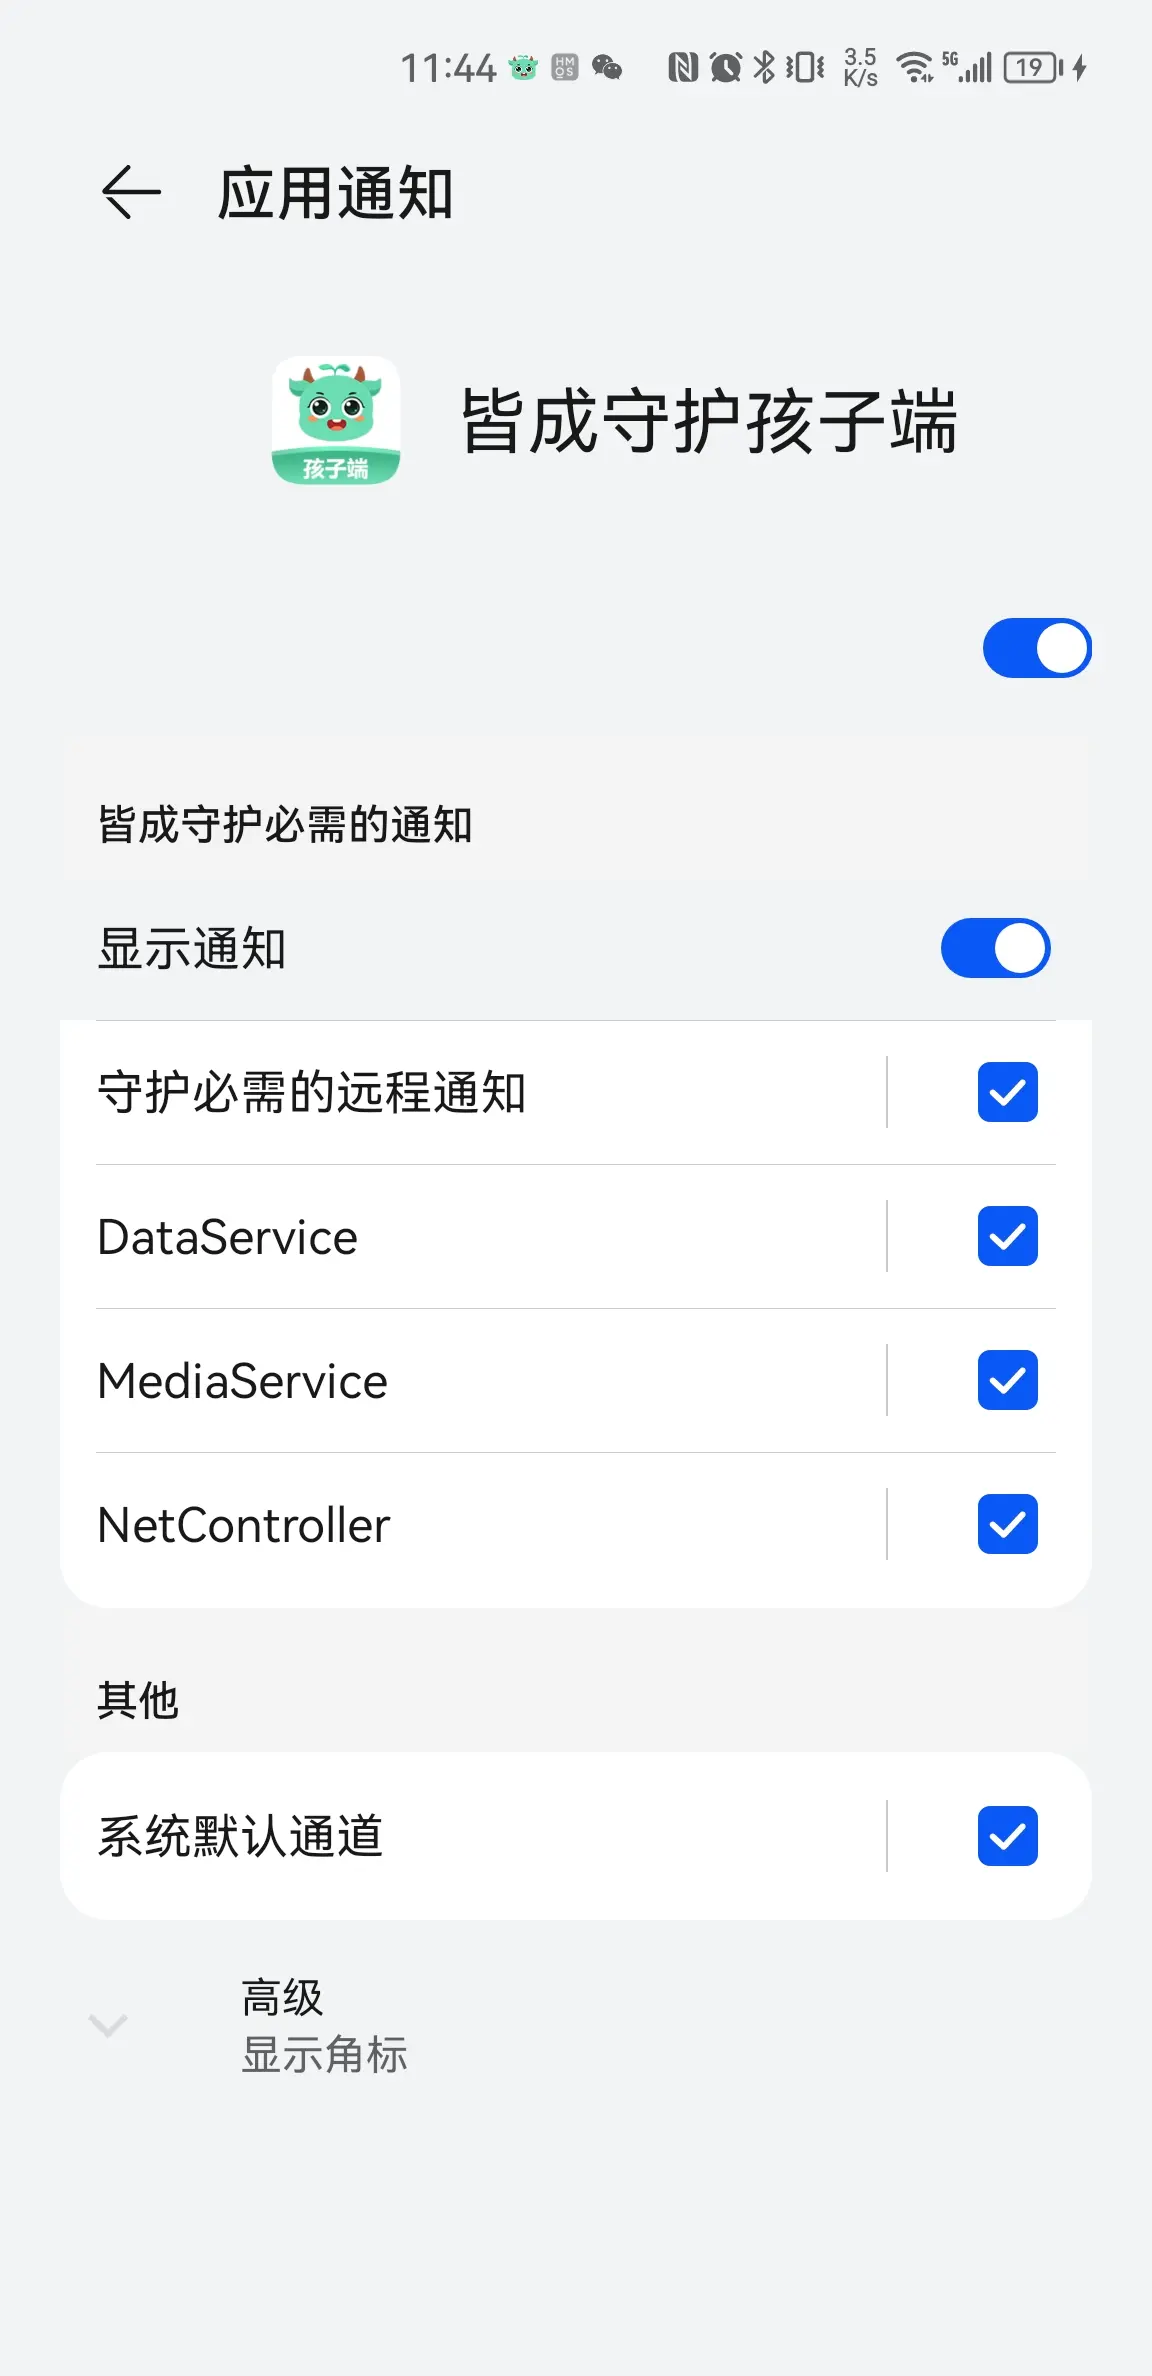 11:44
HM
OS
3.5
K/s
5G
19
应用通知
孩子端
皆成守护孩子端
皆成守护必需的通知
显示通知
守护必需的远程通知
DataService
MediaService
NetController
其他
系统默认通道
高级
显示角标